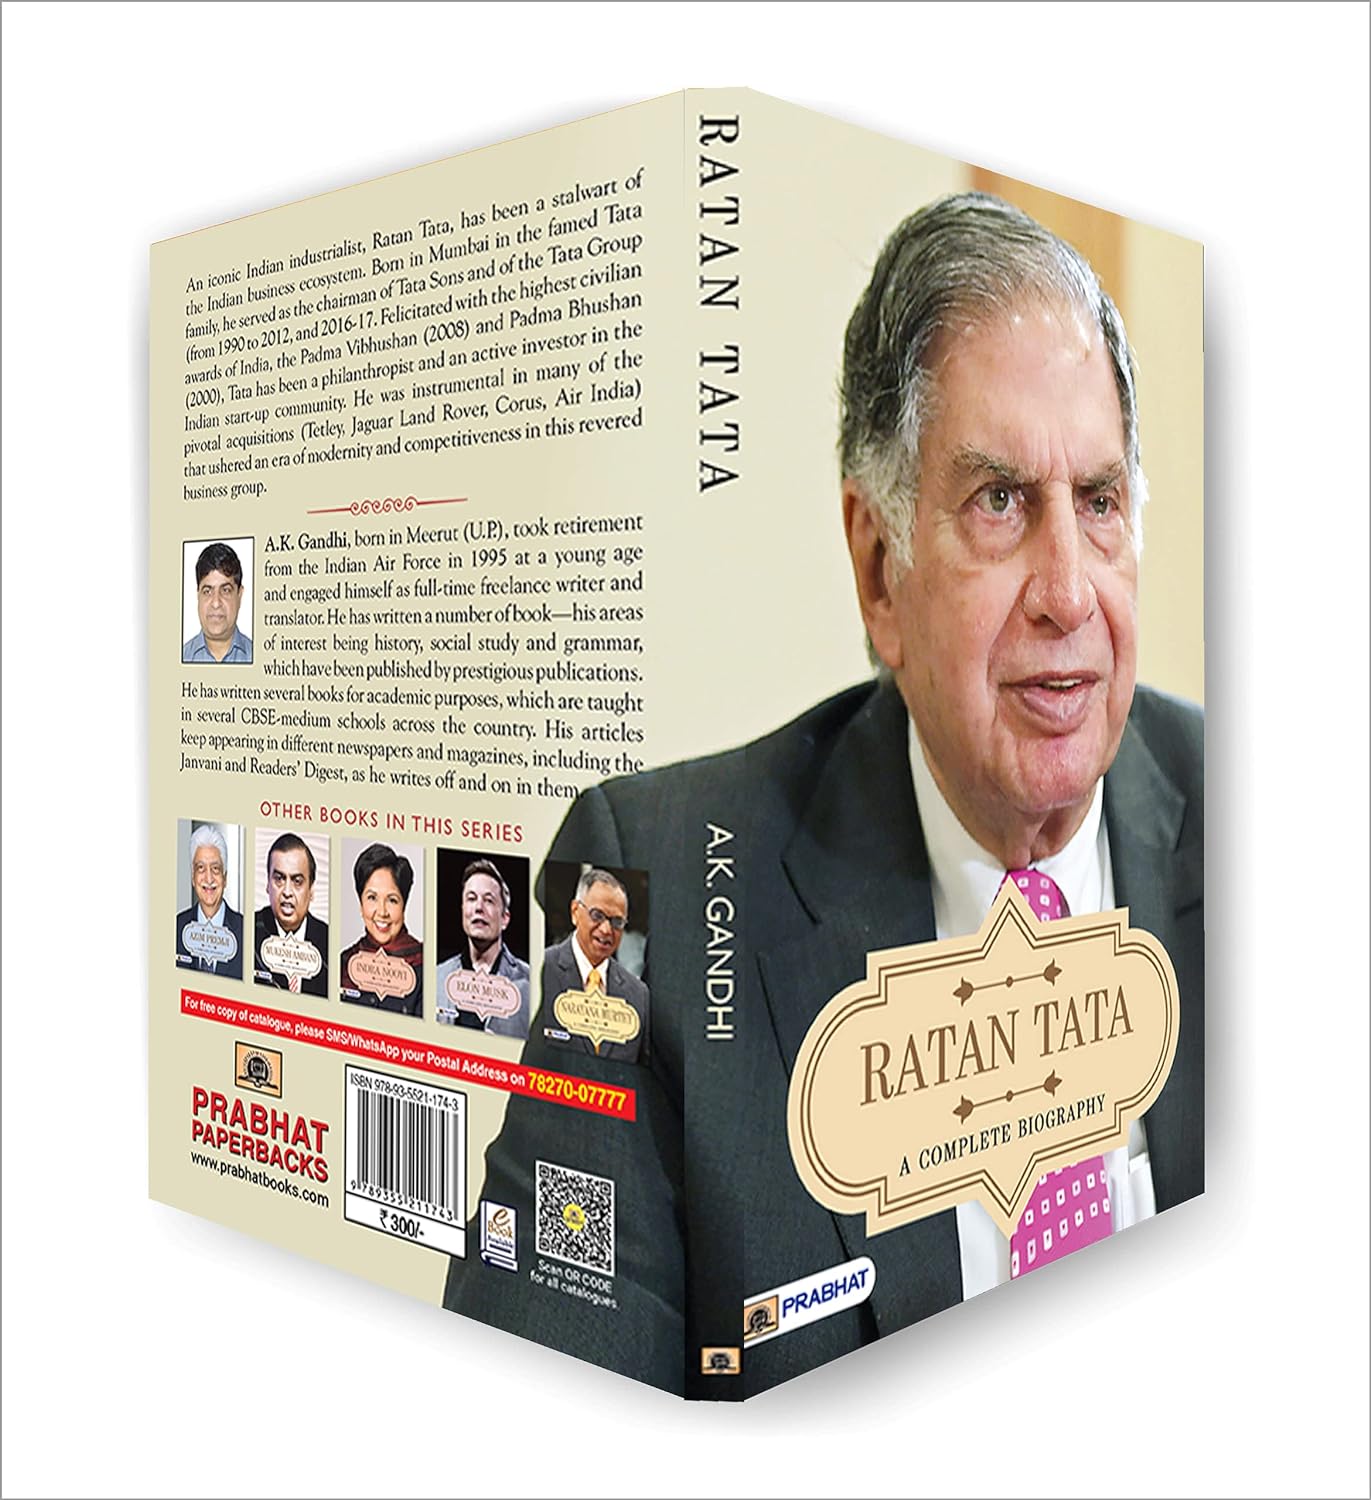 An iconic Indian industrialist, Ratan Tata, has been a stalwart of
the Indian business ecosystem. Born in Mumbai in the famed Tata
family, he served as the chairman of Tata Sons and of the Tata Group
(from 1990 to 2012, and 2016-17. Felicitated with the highest civilian
awards of India, the Padma Vibhushan (2008) and Padma Bhushan
(2000), Tata has been a philanthropist and an active investor in the
Indian start-up community. He was instrumental in many of the
pivotal acquisitions (Tetley, Jaguar Land Rover, Corus, Air India)
that ushered an era of modernity and competitiveness in this revered
business group.
A.K. Gandhi, born in Meerut (U.P.), took retirement
from the Indian Air Force in 1995 at a young age
and engaged himself as full-time freelance writer and
translator. He has written a number of book—his areas
of interest being history, social study and grammar,
which have been published by prestigious publications.
He has written several books for academic purposes, which are taught
in several CBSE-medium schools across the country. His articles
keep appearing in different newspapers and magazines, including the
Janvani and Readers' Digest, as he writes off and on in them.
OTHER BOOKS IN THIS SERIES
AZIM PREMJI
MUKESH AMBANI
INDRA NOOYI
ELON MUSK
NARAYANA MURTHY
For free copy of catalogue, please SMS/WhatsApp your Postal Address on 78270-07777
PRABHAT
PAPERBACKS
www.prabhatbooks.com
ISBN 978-93-5521-174-3
9 789355 211743
₹ 300/-
eBook
Available
Scan QR CODE
for all catalogues.
RATAN TATA
A.K. GANDHI
RATAN TATA
A COMPLETE BIOGRAPHY
PRABHAT